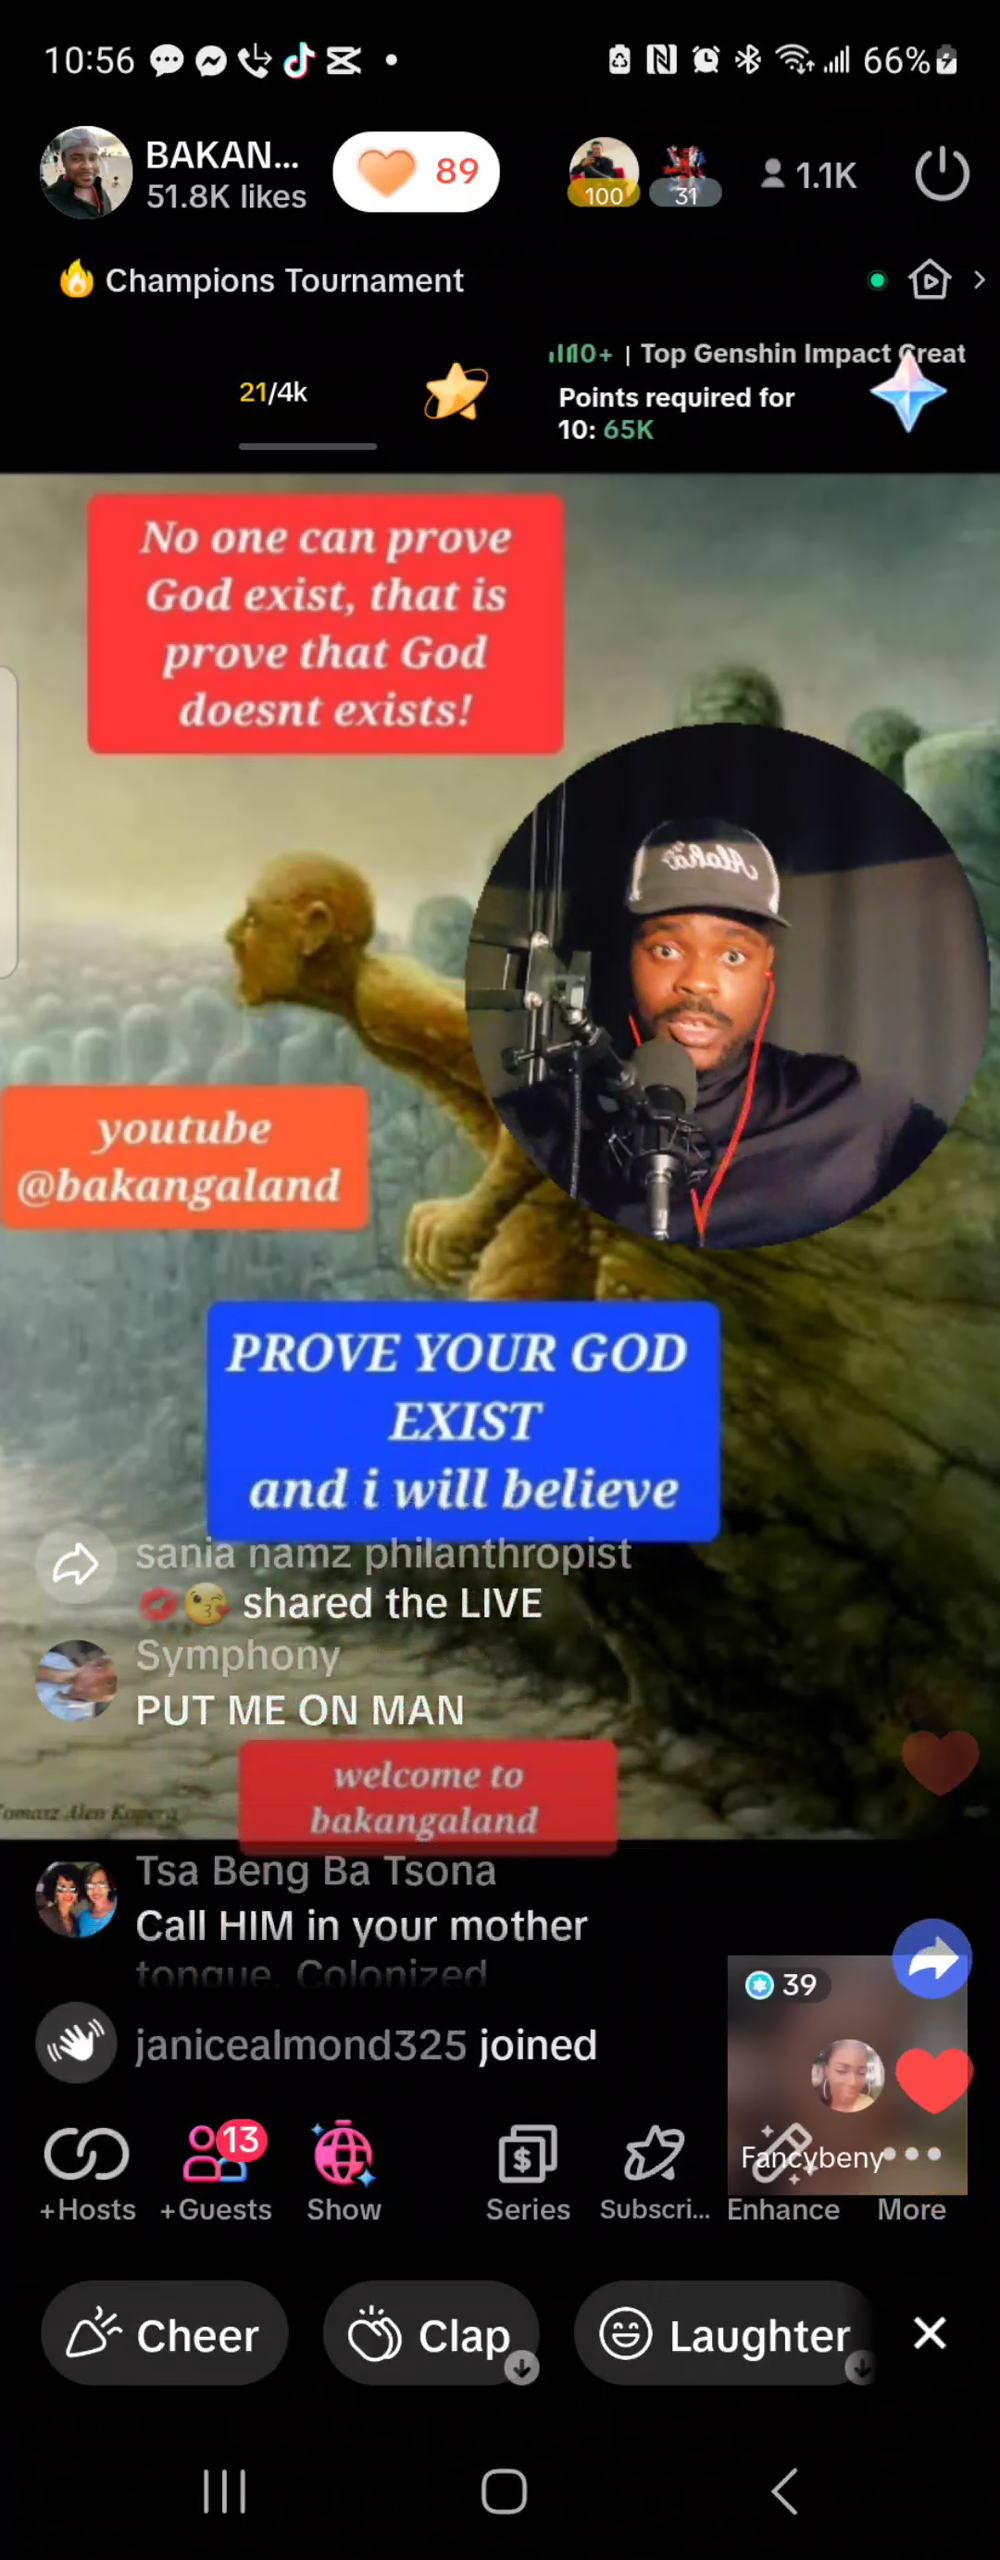 10:56
66%
BAKAN...
51.8K likes
89
100
31
1.1K
🔥 Champions Tournament
21/4k
10+ | Top Genshin Impact Creat
Points required for
10: 65K
No one can prove
God exist, that is
prove that God
doesnt exists!
Aloha
youtube
@bakangaland
PROVE YOUR GOD
EXIST
and i will believe
sania namz philanthropist
💋😘 shared the LIVE
Symphony
PUT ME ON MAN
welcome to
bakangaland
Tsa Beng Ba Tsona
Call HIM in your mother
tongue. Colonized
janicealmond325 joined
39
Fancybeny
13
+Hosts
+Guests
Show
Series
Subscri...
Enhance
More
Cheer
Clap
Laughter